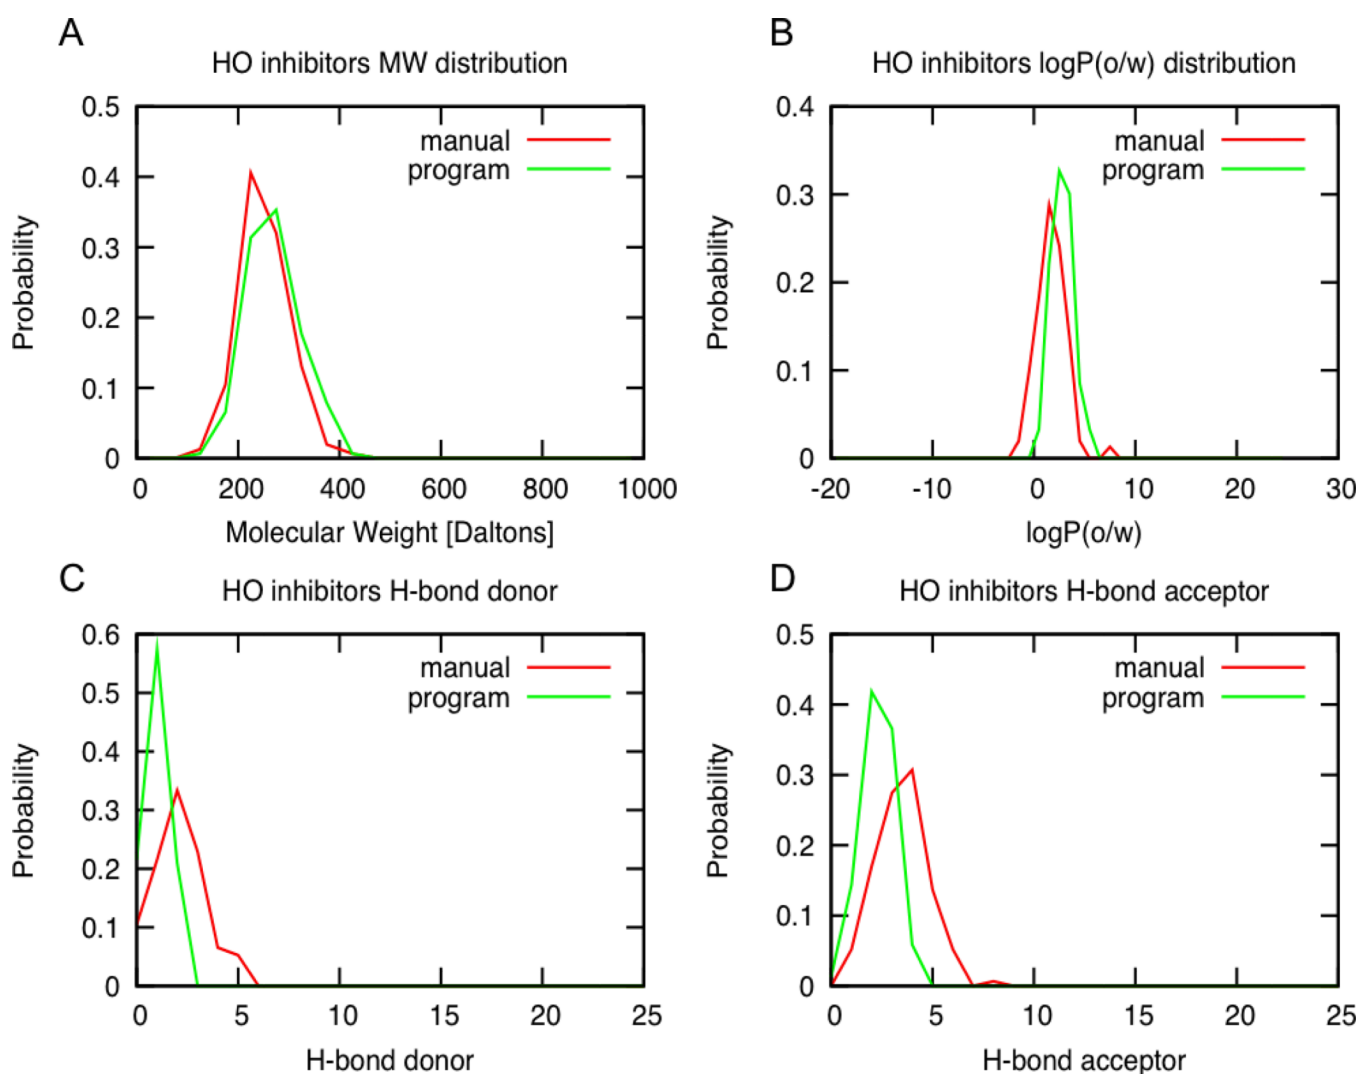 A
HO inhibitors MW distribution
0.5
0.4
0.3
0.2
0.1
0
manual
program
Probability
0 200 400 600 800 1000
Molecular Weight [Daltons]
B
HO inhibitors logP(o/w) distribution
0.4
0.3
0.2
0.1
0
manual
program
Probability
-20 -10 0 10 20 30
logP(o/w)
C
HO inhibitors H-bond donor
0.6
0.5
0.4
0.3
0.2
0.1
0
manual
program
Probability
0 5 10 15 20 25
H-bond donor
D
HO inhibitors H-bond acceptor
0.5
0.4
0.3
0.2
0.1
0
manual
program
Probability
0 5 10 15 20 25
H-bond acceptor